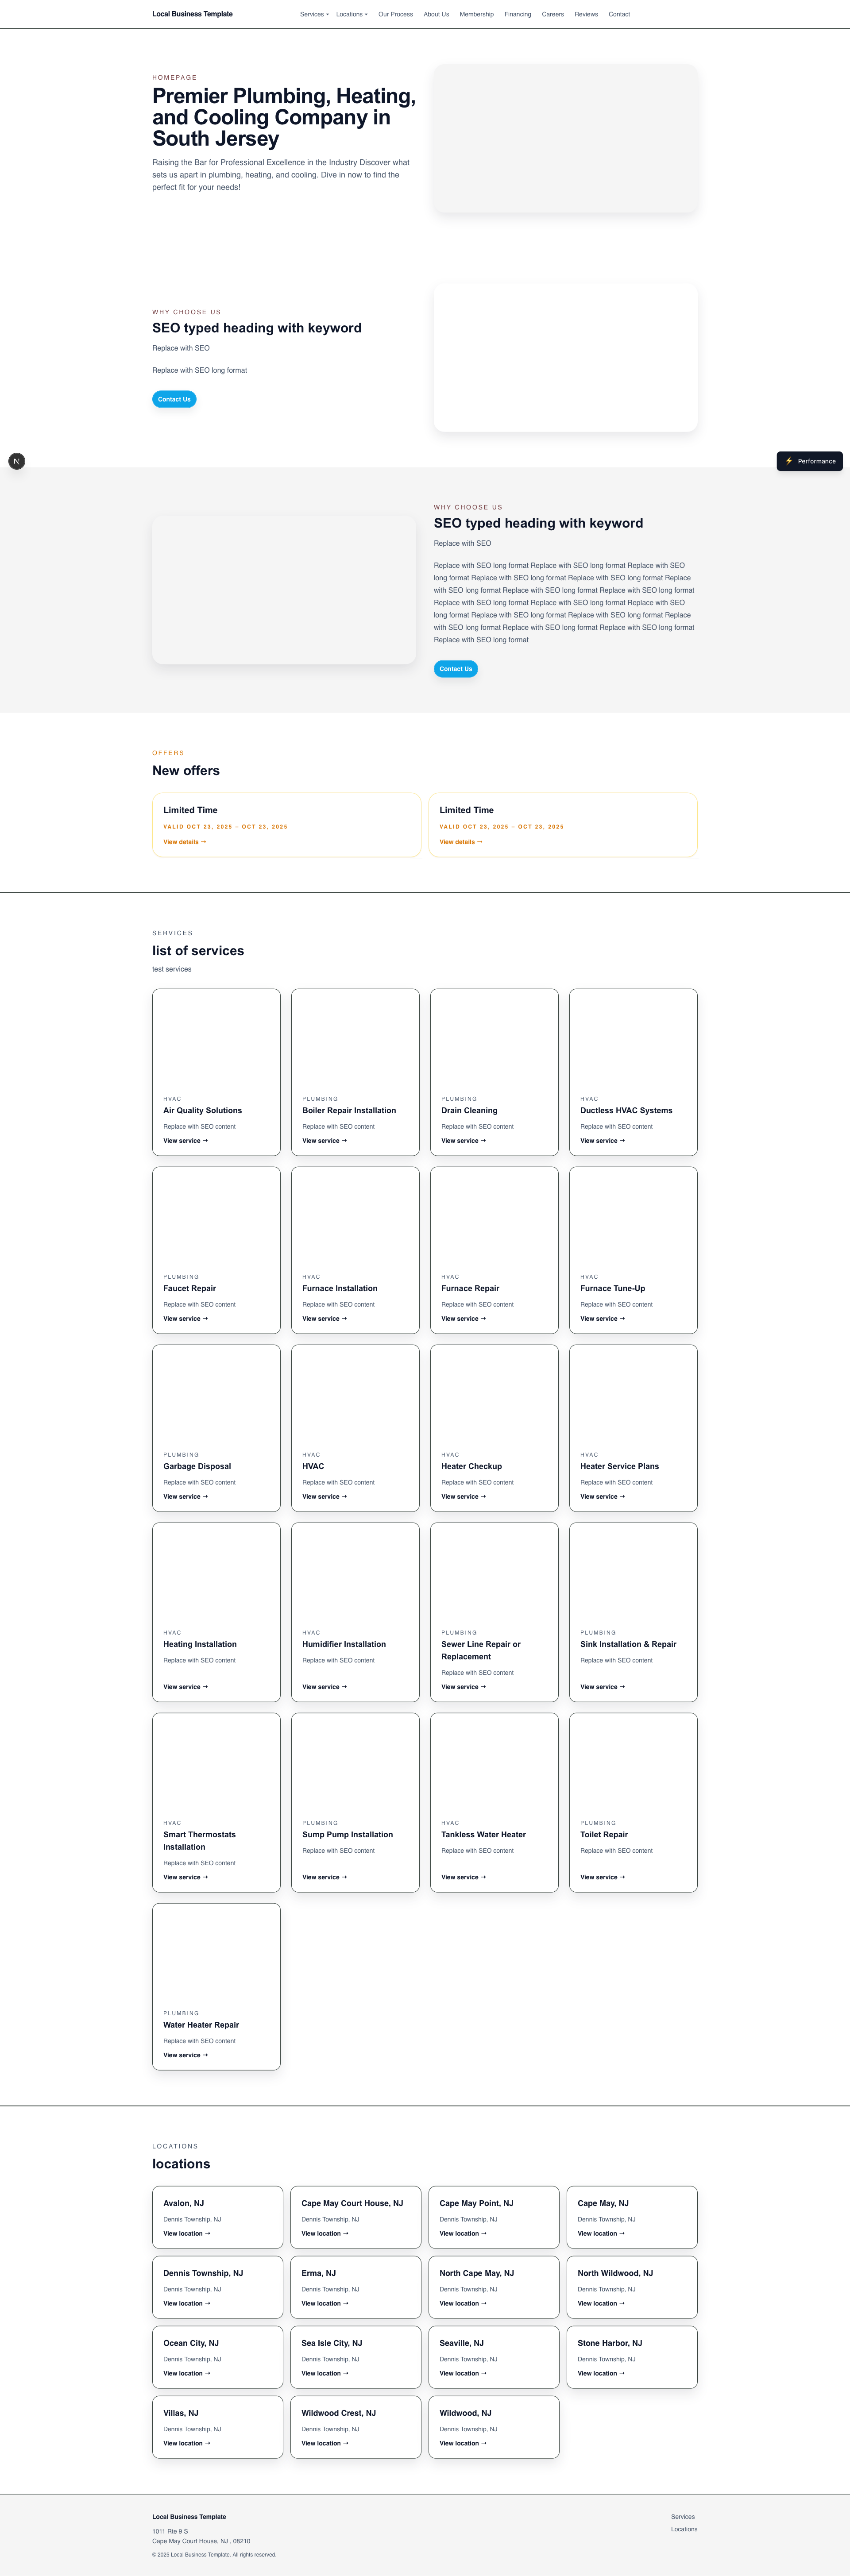 Local Business Template
Services
Locations
Our Process
About Us
Membership
Financing
Careers
Reviews
Contact
HOMEPAGE
Premier Plumbing, Heating,
and Cooling Company in
South Jersey
Raising the Bar for Professional Excellence in the Industry Discover what
sets us apart in plumbing, heating, and cooling. Dive in now to find the
perfect fit for your needs!
WHY CHOOSE US
SEO typed heading with keyword
Replace with SEO
Replace with SEO long format
Contact Us
N
⚡ Performance
WHY CHOOSE US
SEO typed heading with keyword
Replace with SEO
Replace with SEO long format Replace with SEO long format Replace with SEO
long format Replace with SEO long format Replace with SEO long format Replace
with SEO long format Replace with SEO long format Replace with SEO long format
Replace with SEO long format Replace with SEO long format Replace with SEO
long format Replace with SEO long format Replace with SEO long format Replace
with SEO long format Replace with SEO long format Replace with SEO long format
Replace with SEO long format
Contact Us
OFFERS
New offers
Limited Time
VALID OCT 23, 2025 – OCT 23, 2025
View details →
Limited Time
VALID OCT 23, 2025 – OCT 23, 2025
View details →
SERVICES
list of services
test services
HVAC
Air Quality Solutions
Replace with SEO content
View service →
PLUMBING
Boiler Repair Installation
Replace with SEO content
View service →
PLUMBING
Drain Cleaning
Replace with SEO content
View service →
HVAC
Ductless HVAC Systems
Replace with SEO content
View service →
PLUMBING
Faucet Repair
Replace with SEO content
View service →
HVAC
Furnace Installation
Replace with SEO content
View service →
HVAC
Furnace Repair
Replace with SEO content
View service →
HVAC
Furnace Tune-Up
Replace with SEO content
View service →
PLUMBING
Garbage Disposal
Replace with SEO content
View service →
HVAC
HVAC
Replace with SEO content
View service →
HVAC
Heater Checkup
Replace with SEO content
View service →
HVAC
Heater Service Plans
Replace with SEO content
View service →
HVAC
Heating Installation
Replace with SEO content
View service →
HVAC
Humidifier Installation
Replace with SEO content
View service →
PLUMBING
Sewer Line Repair or
Replacement
Replace with SEO content
View service →
PLUMBING
Sink Installation & Repair
Replace with SEO content
View service →
HVAC
Smart Thermostats
Installation
Replace with SEO content
View service →
PLUMBING
Sump Pump Installation
Replace with SEO content
View service →
HVAC
Tankless Water Heater
Replace with SEO content
View service →
PLUMBING
Toilet Repair
Replace with SEO content
View service →
PLUMBING
Water Heater Repair
Replace with SEO content
View service →
LOCATIONS
locations
Avalon, NJ
Dennis Township, NJ
View location →
Cape May Court House, NJ
Dennis Township, NJ
View location →
Cape May Point, NJ
Dennis Township, NJ
View location →
Cape May, NJ
Dennis Township, NJ
View location →
Dennis Township, NJ
Dennis Township, NJ
View location →
Erma, NJ
Dennis Township, NJ
View location →
North Cape May, NJ
Dennis Township, NJ
View location →
North Wildwood, NJ
Dennis Township, NJ
View location →
Ocean City, NJ
Dennis Township, NJ
View location →
Sea Isle City, NJ
Dennis Township, NJ
View location →
Seaville, NJ
Dennis Township, NJ
View location →
Stone Harbor, NJ
Dennis Township, NJ
View location →
Villas, NJ
Dennis Township, NJ
View location →
Wildwood Crest, NJ
Dennis Township, NJ
View location →
Wildwood, NJ
Dennis Township, NJ
View location →
Local Business Template
1011 Rte 9 S
Cape May Court House, NJ , 08210
© 2025 Local Business Template. All rights reserved.
Services
Locations